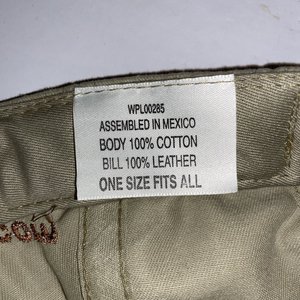 WPL00285
ASSEMBLED IN MEXICO
BODY 100% COTTON
BILL 100% LEATHER
ONE SIZE FITS ALL